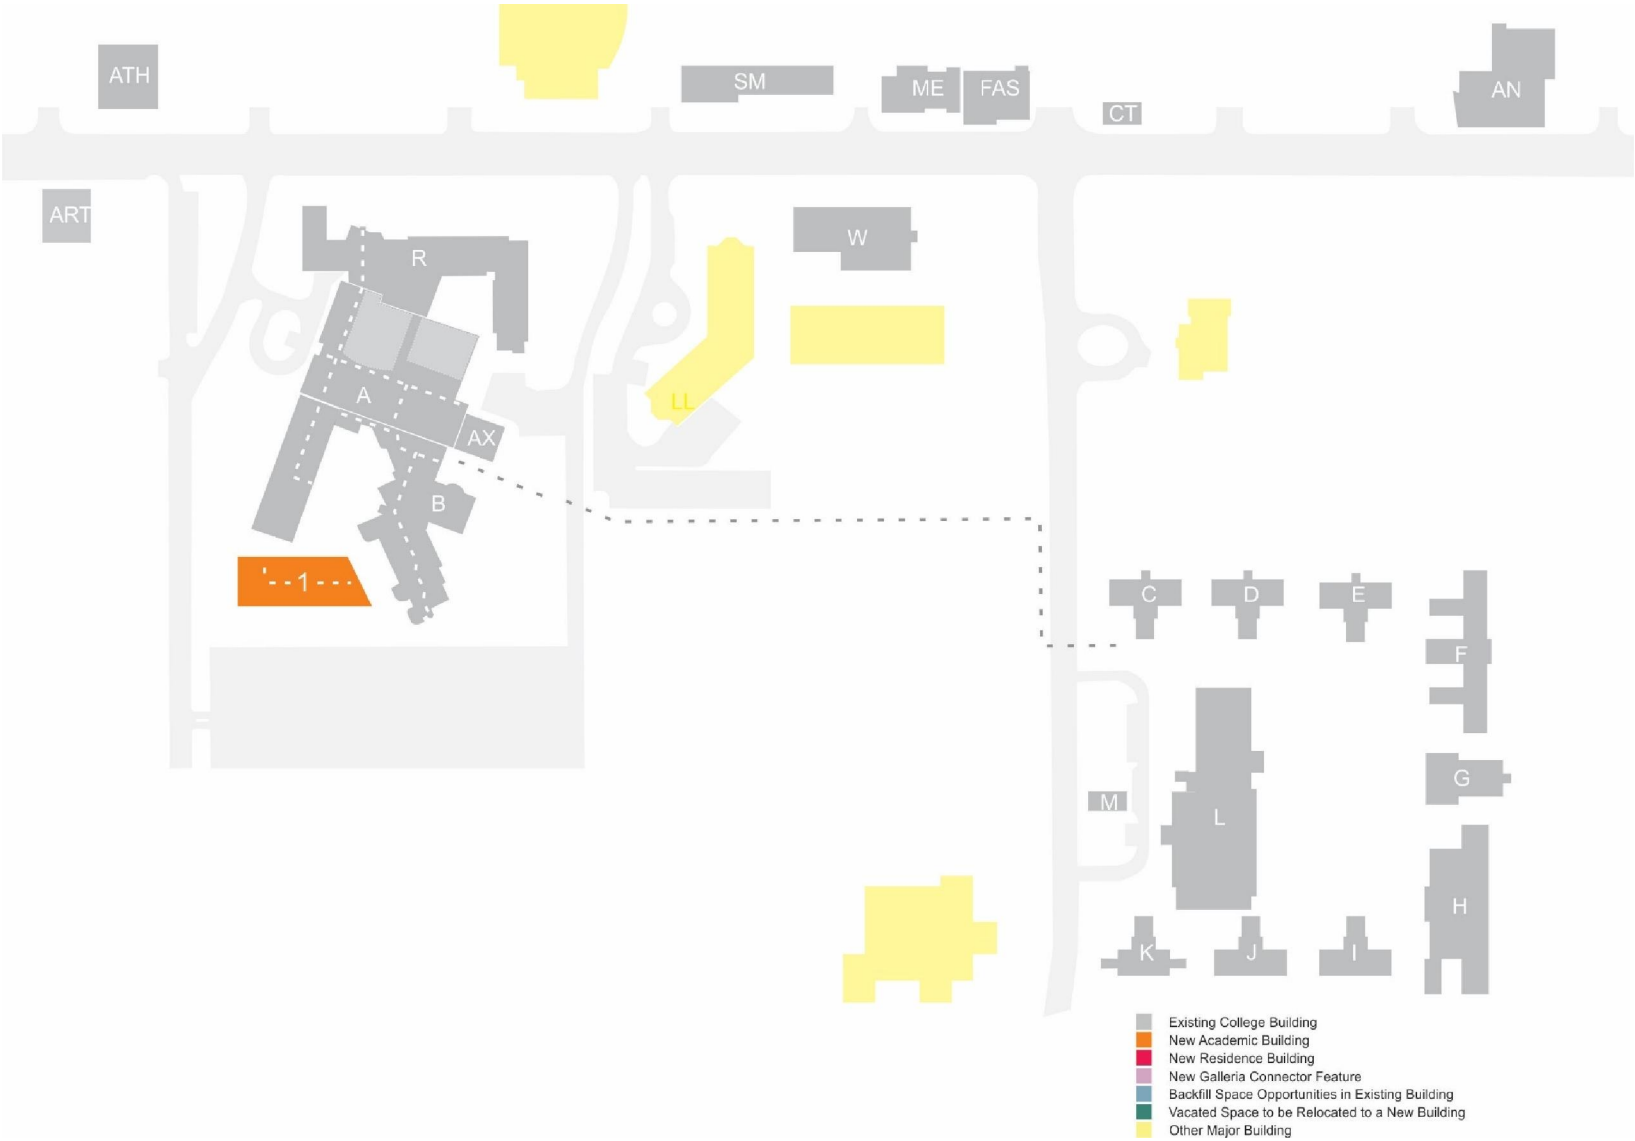 ATH
SM
ME
FAS
CT
AN
ART
R
W
A
LL
AX
B
1
C
D
E
F
G
M
L
H
K
J
I
Existing College Building
New Academic Building
New Residence Building
New Galleria Connector Feature
Backfill Space Opportunities in Existing Building
Vacated Space to be Relocated to a New Building
Other Major Building